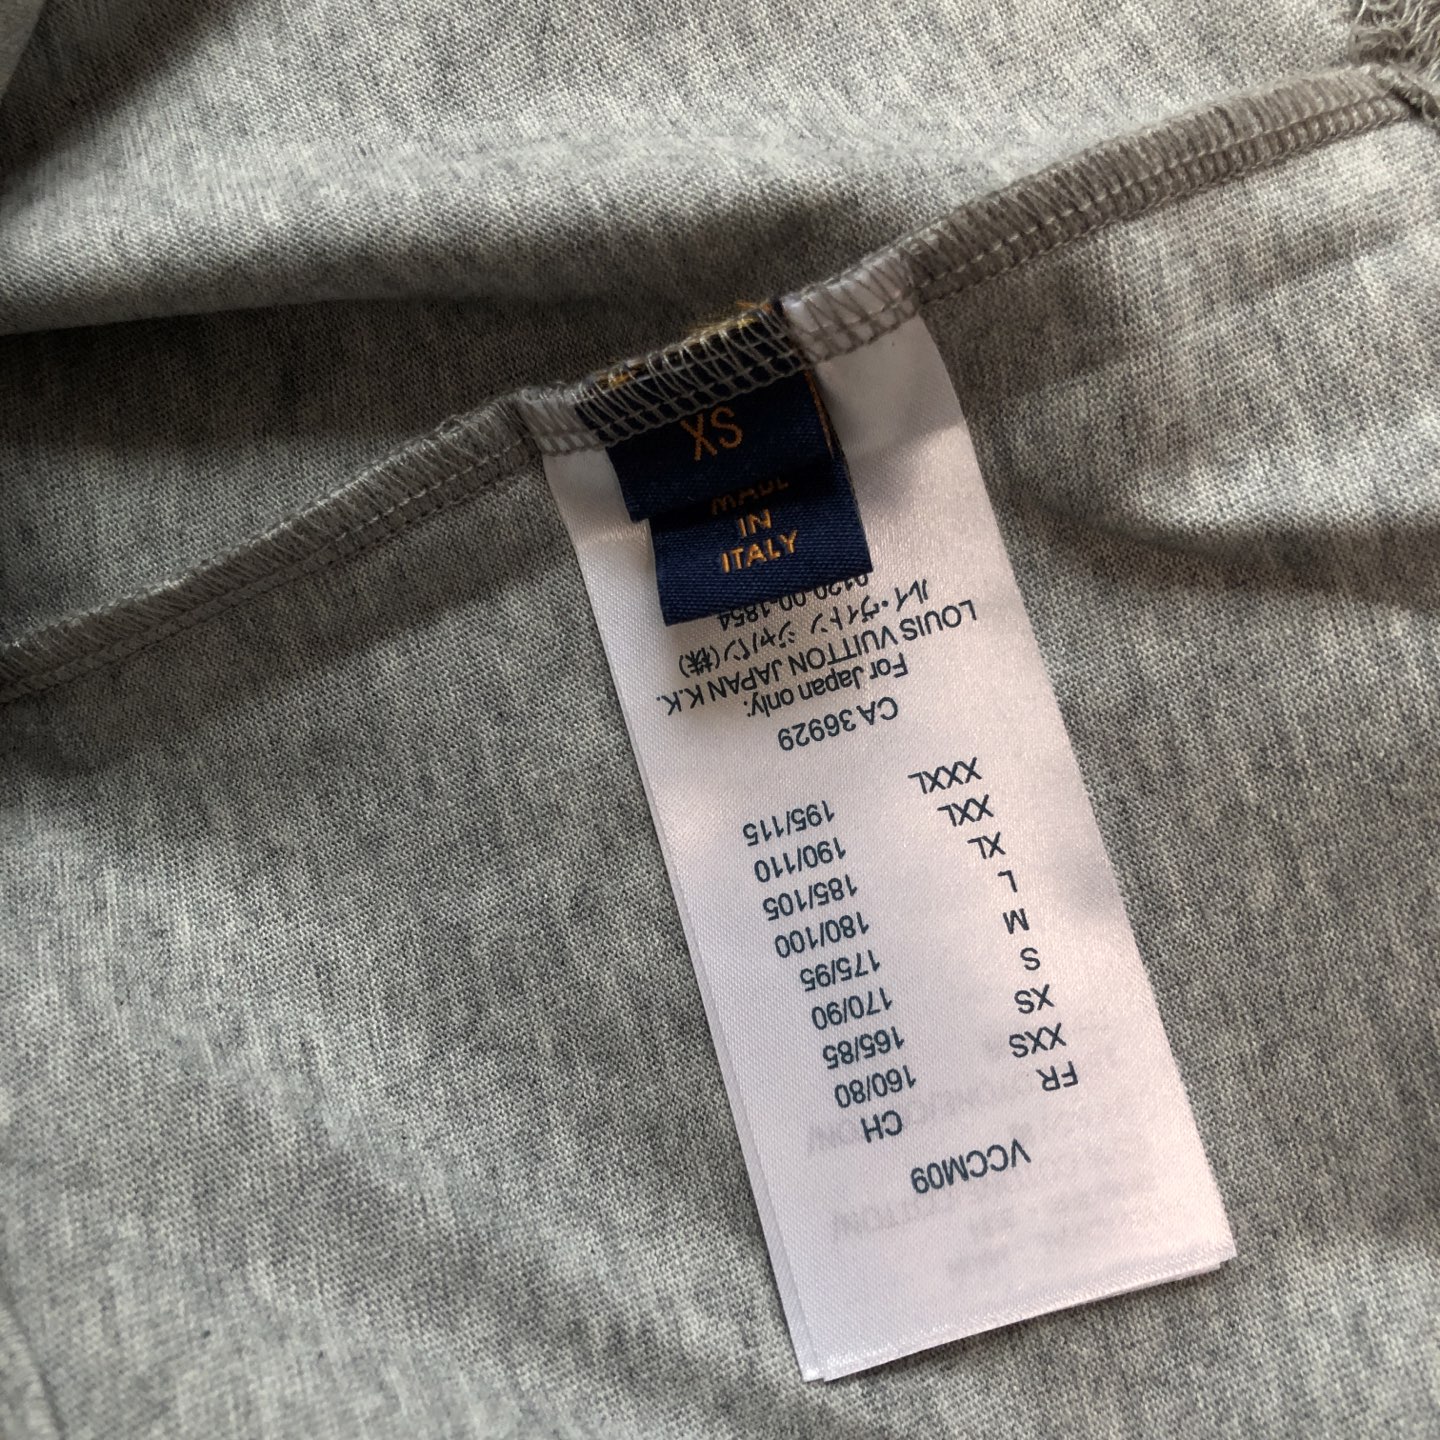 XS
MADE
IN
ITALY
VCCM09
FR CH
XXS 160/80
XS 165/85
S 170/90
M 175/95
L 180/100
XL 185/105
XXL 190/110
XXXL 195/115
CA 36929
For Japan only:
LOUIS VUITTON JAPAN K.K.
ルイ・ヴィトン ジャパン(株)
0120-00-1854